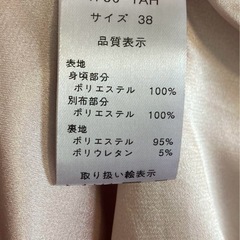 サイズ 38
品質表示
表地
身頃部分
ポリエステル 100%
別布部分
ポリエステル 100%
裏地
ポリエステル 95%
ポリウレタン 5%
取り扱い絵表示